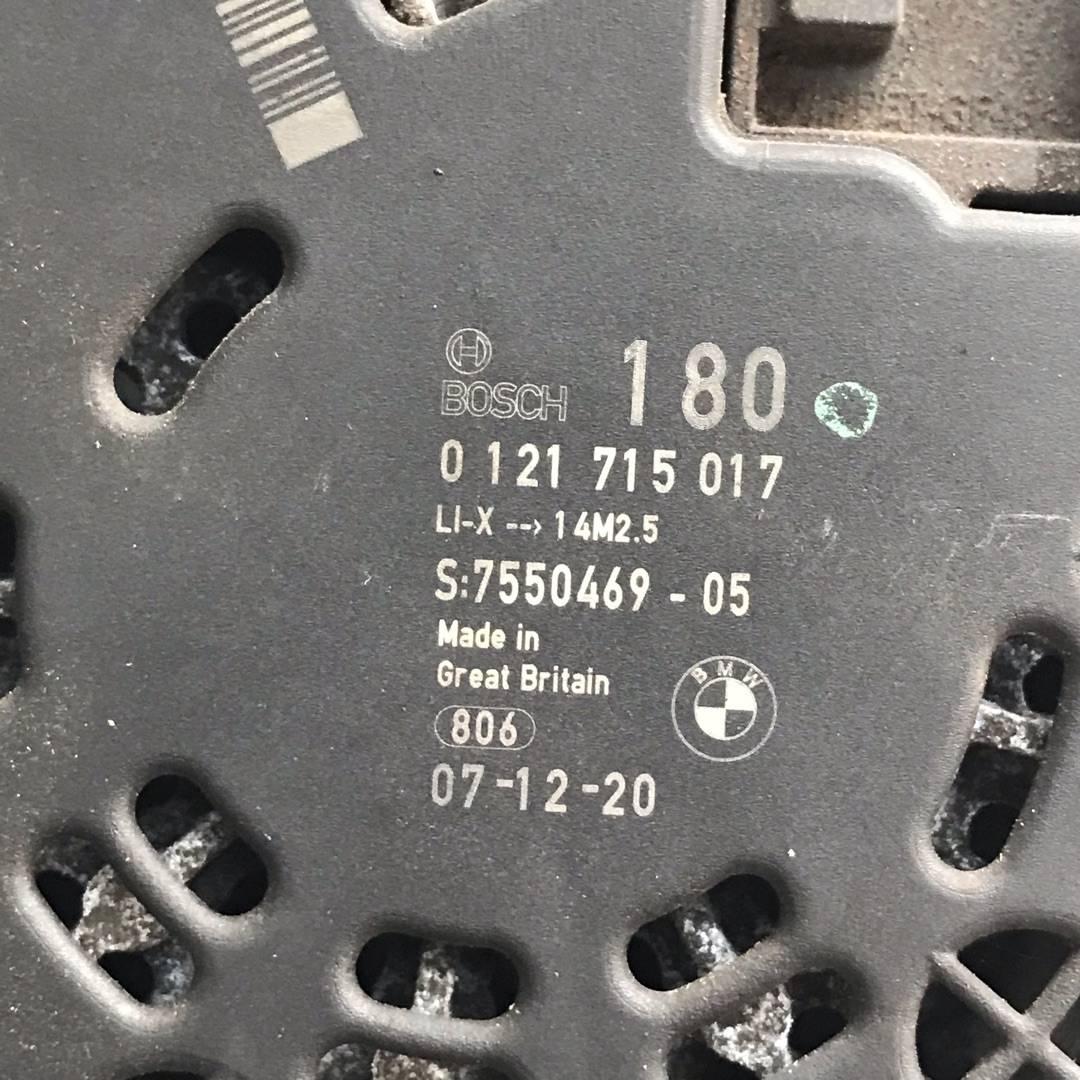 BOSCH 180
0 121 715 017
LI-X --> 14M2.5
S:7550469 - 05
Made in
Great Britain
BMW
806
07-12-20